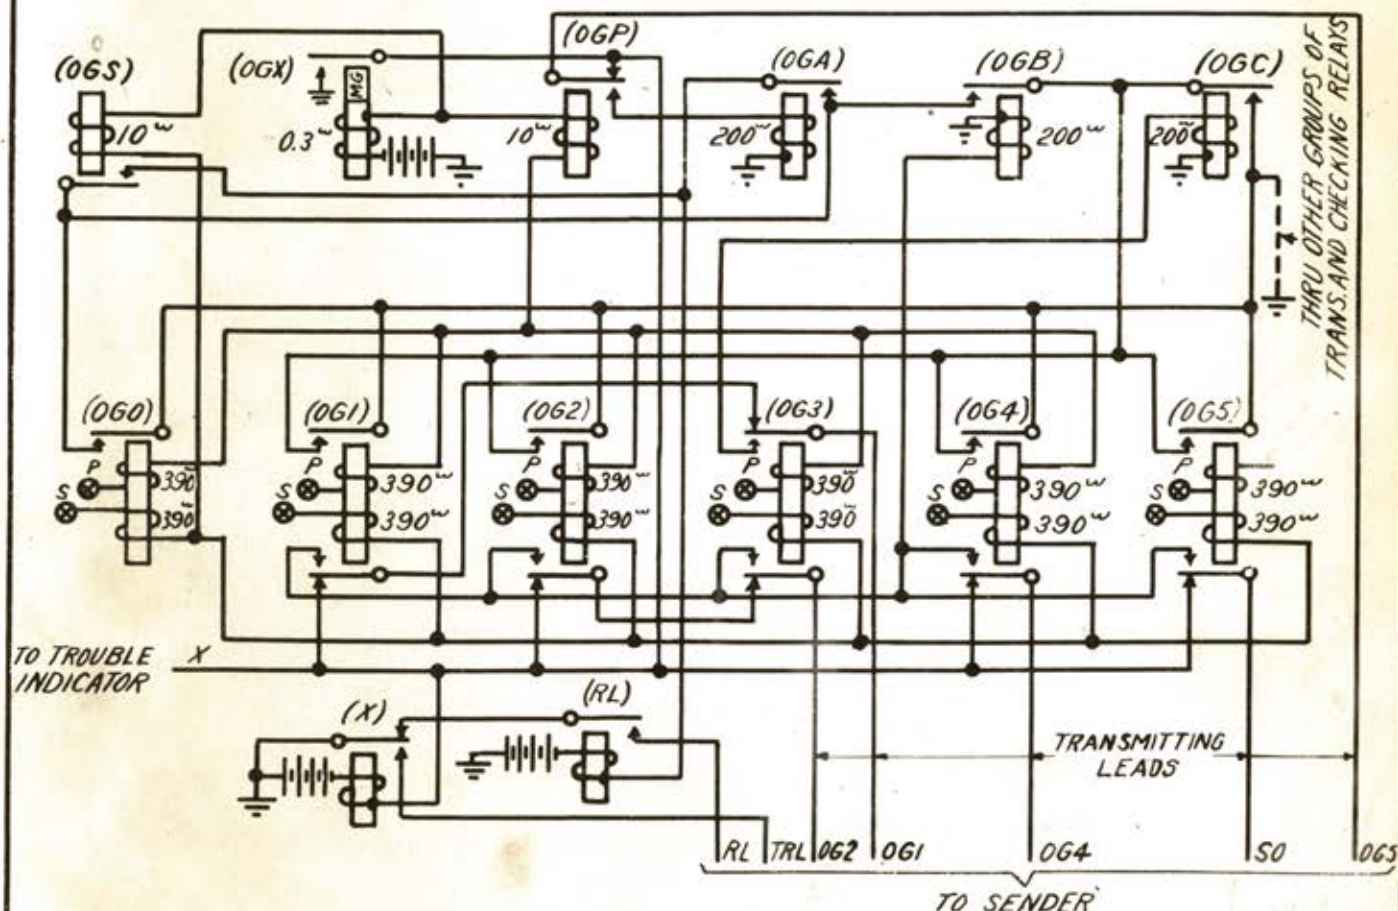 (OGS)
(OGX)
(OGP)
(OGA)
(OGB)
(OGC)
MG
10ω
0.3ω
10ω
200ω
200ω
200ω
THRU OTHER GROUPS OF
TRANS. AND CHECKING RELAYS
(OG0)
(OG1)
(OG2)
(OG3)
(OG4)
(OG5)
P
P
P
P
P
P
S
S
S
S
S
S
390ω
390ω
390ω
390ω
390ω
390ω
390ω
390ω
390ω
390ω
390ω
390ω
TO TROUBLE X
INDICATOR
(X)
(RL)
TRANSMITTING
LEADS
RL TRL OG2 OG1 OG4 SO OG5
TO SENDER